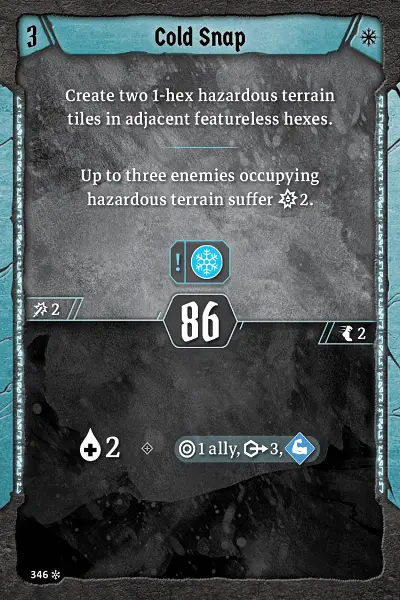 3
Cold Snap
Create two 1-hex hazardous terrain
tiles in adjacent featureless hexes.
Up to three enemies occupying
hazardous terrain suffer 2.
!
2
86
2
2
1 ally, 3,
346